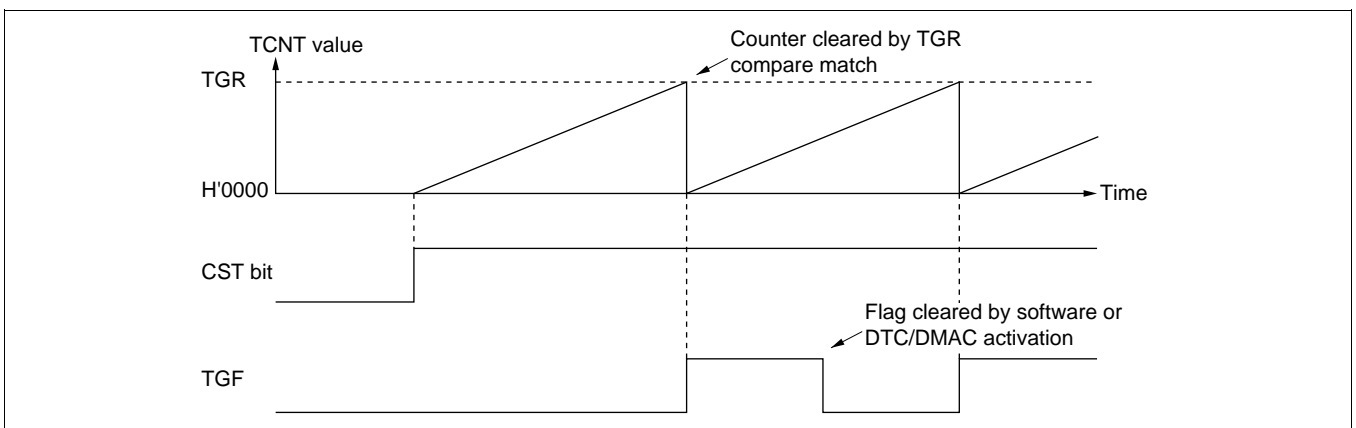 TCNT value
Counter cleared by TGR
compare match
TGR
H'0000
Time
CST bit
Flag cleared by software or
DTC/DMAC activation
TGF